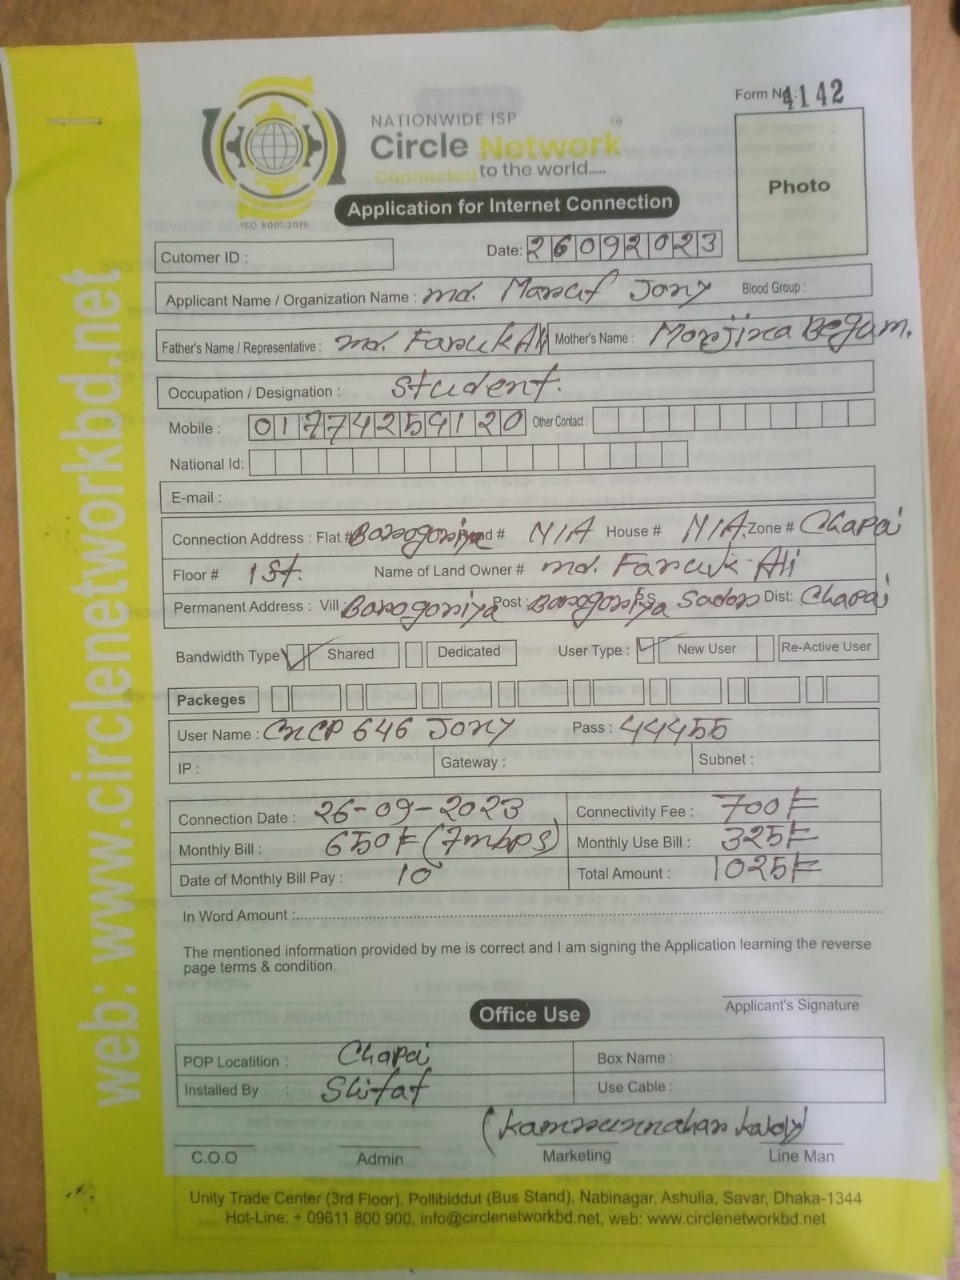 Form No 4142
NATIONWIDE ISP
Circle Network
Connected to the world.....
ISO 9001:2015
Photo
Application for Internet Connection
Cutomer ID :
Date: 26092023
Applicant Name / Organization Name : md. Maruf Jony Blood Group :
Father's Name / Representative : md. Faruk Ali Mother's Name : Monjira Begum.
Occupation / Designation : student.
Mobile : 01774259120 Other Contact :
National Id:
E-mail :
Connection Address : Flat # Barogoriya Road # N/A House # N/A Zone # Chapai
Floor # 1st. Name of Land Owner # md. Faruk Ali
Permanent Address : Vill Barogoriya Post : Barogoriya P.S Sador Dist: Chapai
Bandwidth Type Shared Dedicated User Type : New User Re-Active User
Packeges
User Name : CNCP 646 Jony Pass : 44455
IP : Gateway : Subnet :
Connection Date : 26-09-2023 Connectivity Fee : 700/=
Monthly Bill : 650/= (7mbps) Monthly Use Bill : 325/=
Date of Monthly Bill Pay : 10 Total Amount : 1025/=
In Word Amount :
The mentioned information provided by me is correct and I am signing the Application learning the reverse
page terms & condition.
Applicant's Signature
Office Use
POP Locatition : Chapai Box Name :
Installed By : Shifat Use Cable :
C.O.O Admin Marketing Line Man
Unity Trade Center (3rd Floor), Pollibiddut (Bus Stand), Nabinagar, Ashulia, Savar, Dhaka-1344
Hot-Line: + 09611 800 900, info@circlenetworkbd.net, web: www.circlenetworkbd.net
web: www.circlenetworkbd.net